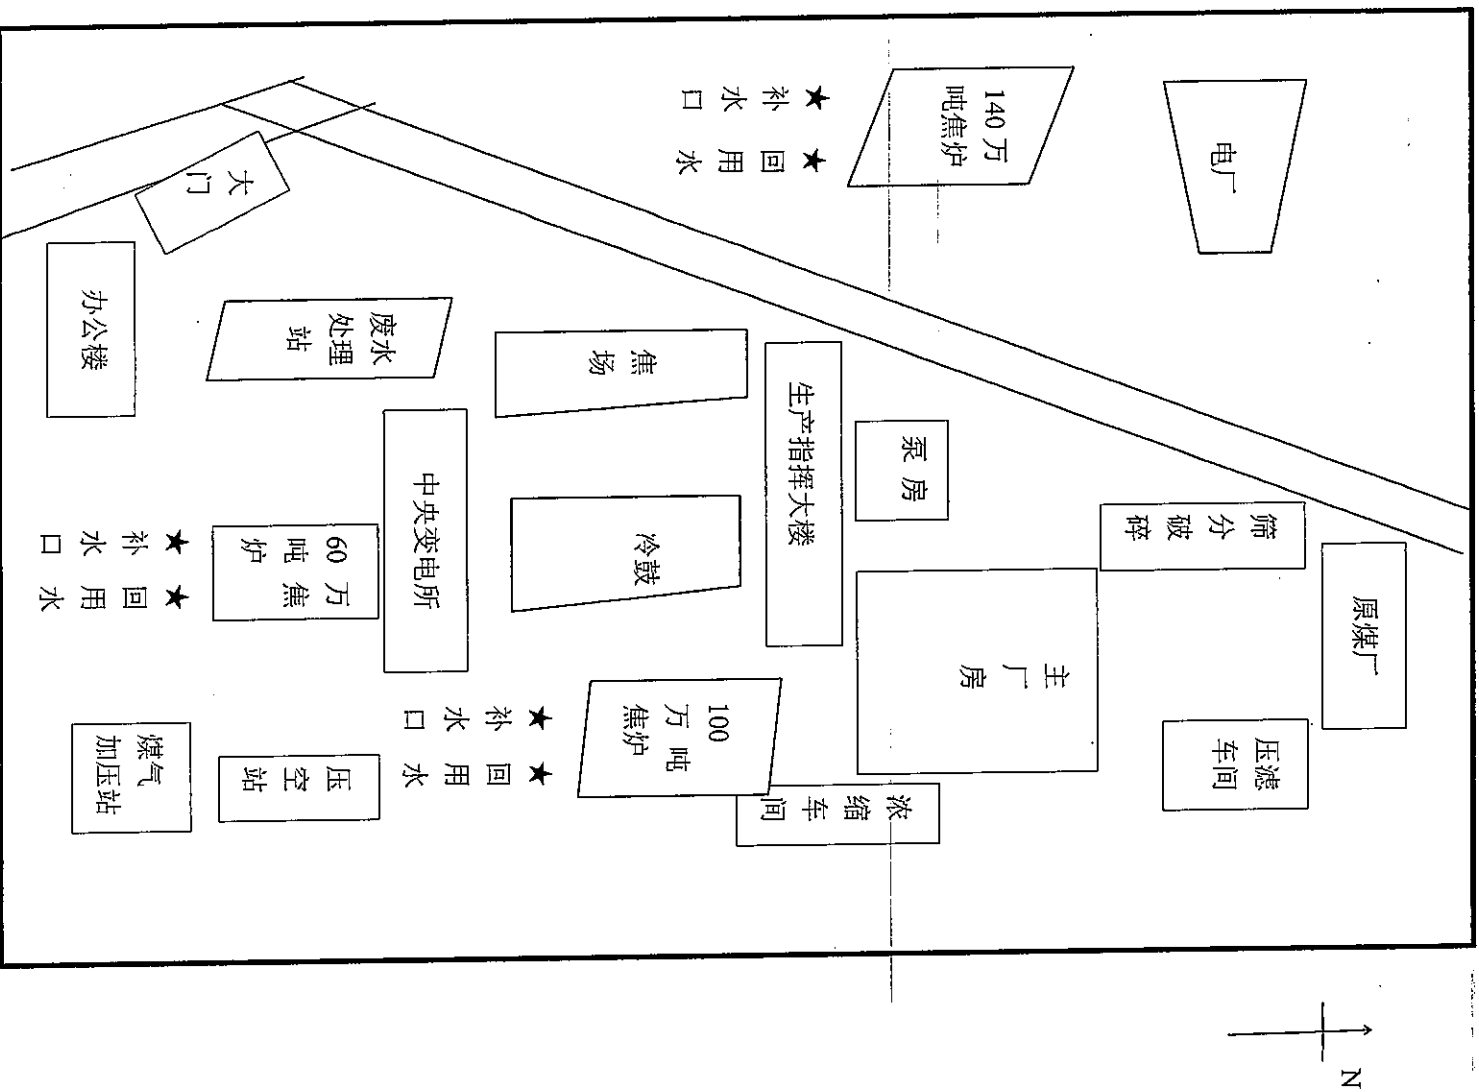 N
原煤厂
电厂
筛分破碎
压滤
车间
140万
吨焦炉
★补水口
★回用水
泵房
主厂房
生产指挥大楼
浓缩车间
焦场
冷鼓
100
万吨
焦炉
★补水口
★回用水
废水
处理
站
中央变电所
60万
吨焦
炉
★补水口
★回用水
压空站
大门
办公楼
煤气
加压站